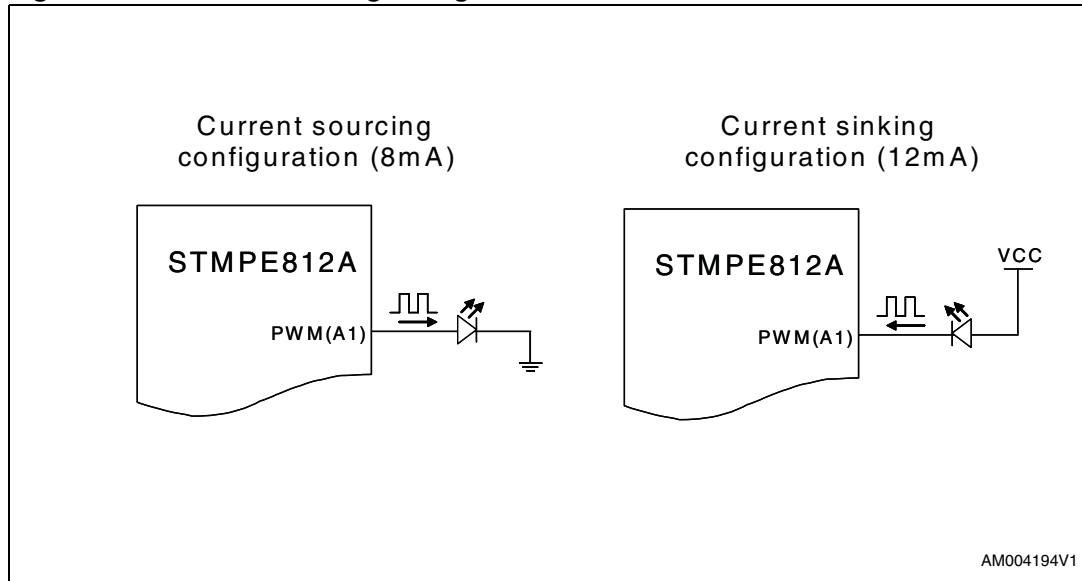 Current sourcing
configuration (8mA)
Current sinking
configuration (12mA)
STMPE812A
PWM(A1)
STMPE812A
VCC
PWM(A1)
AM004194V1